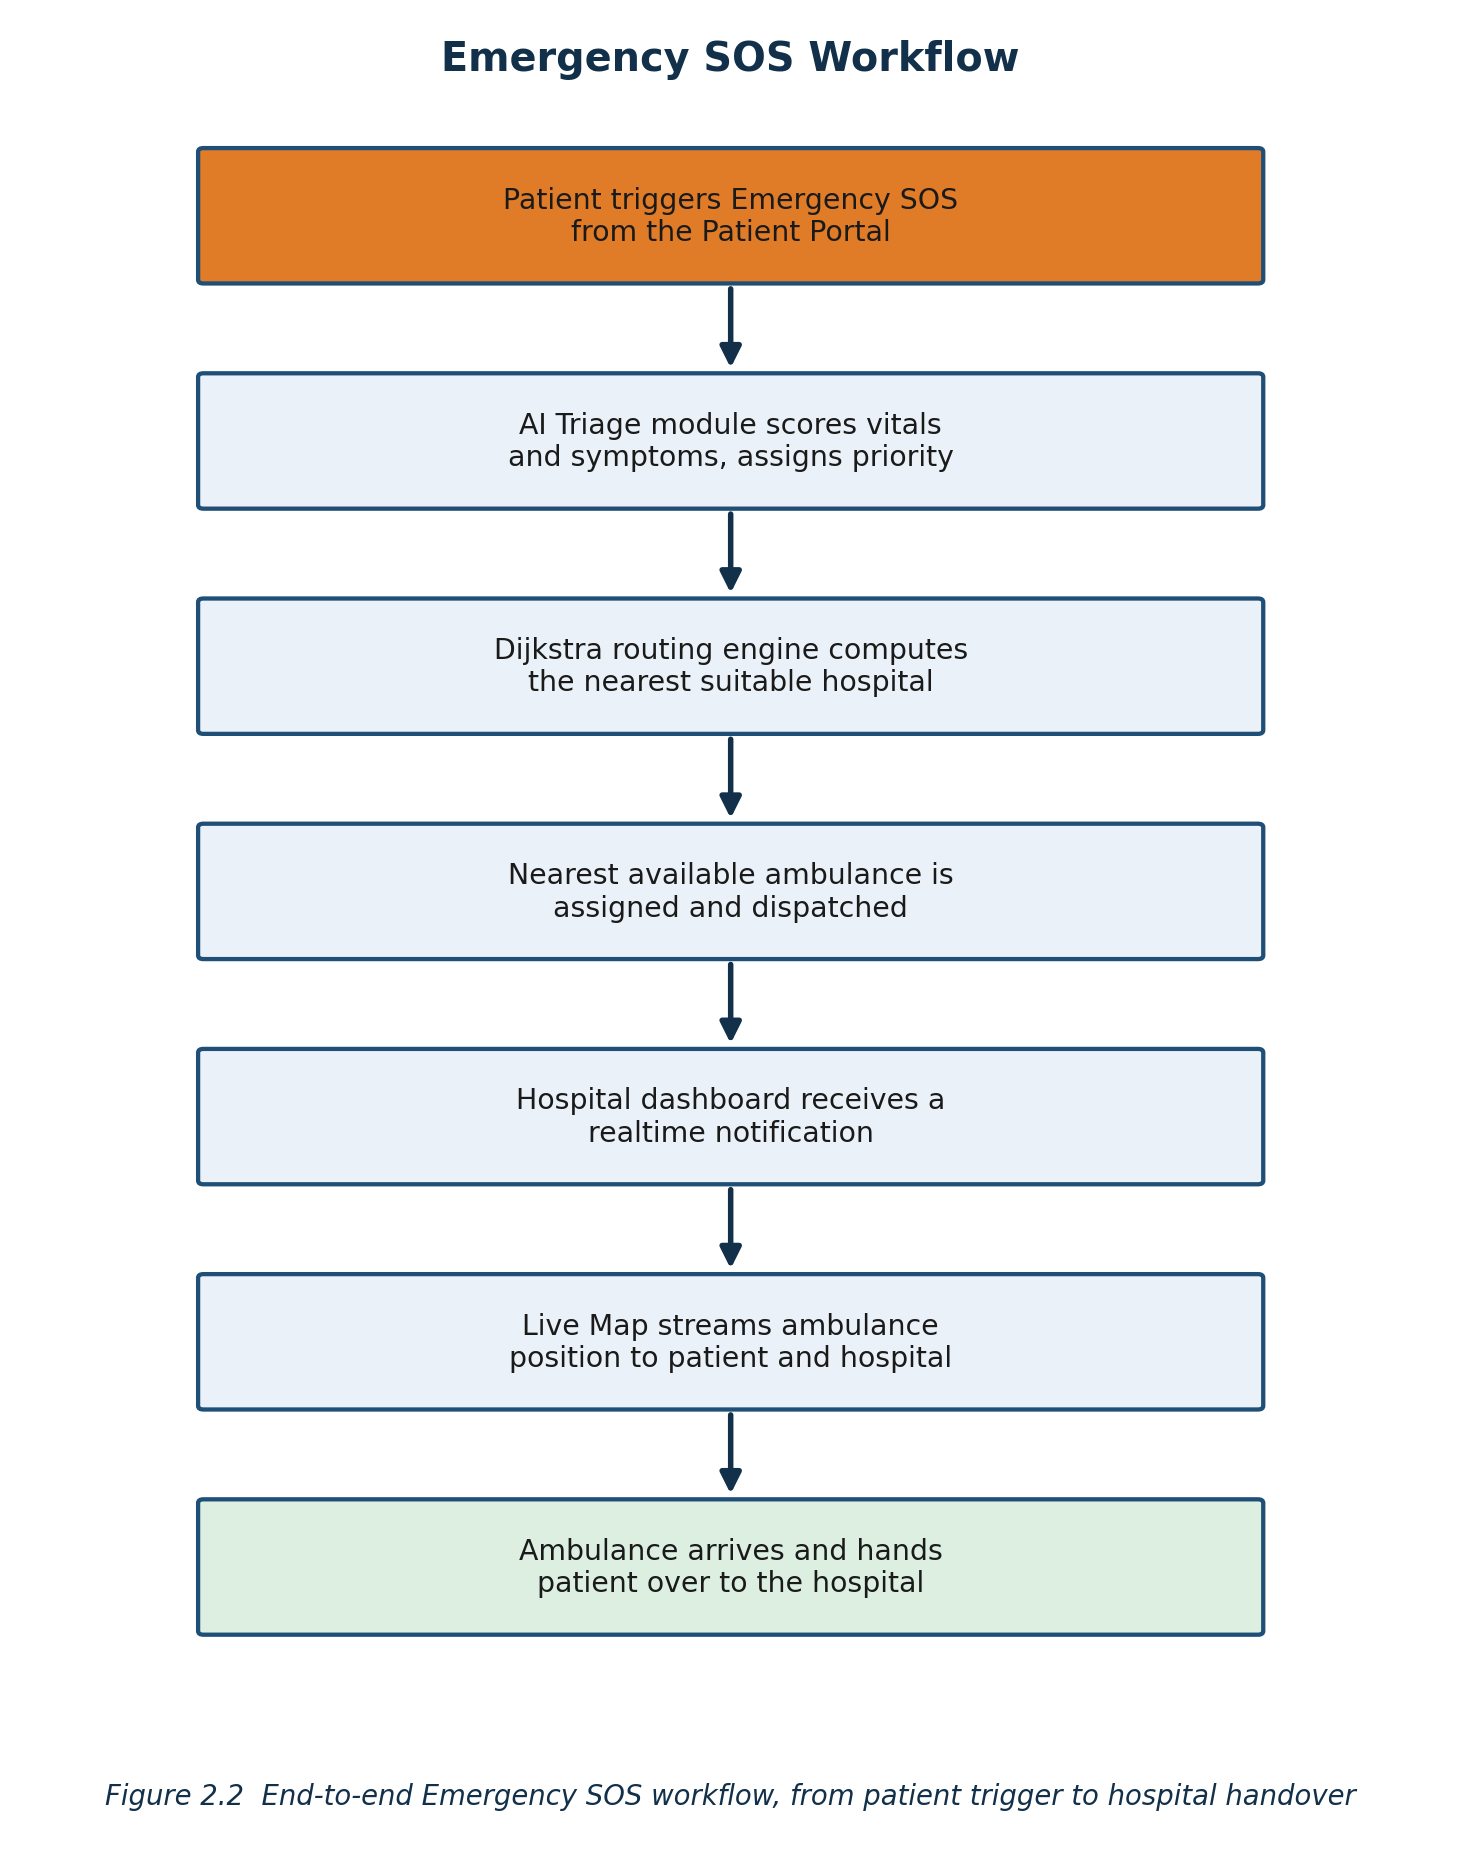 Emergency SOS Workflow
Patient triggers Emergency SOS
from the Patient Portal
AI Triage module scores vitals
and symptoms, assigns priority
Dijkstra routing engine computes
the nearest suitable hospital
Nearest available ambulance is
assigned and dispatched
Hospital dashboard receives a
realtime notification
Live Map streams ambulance
position to patient and hospital
Ambulance arrives and hands
patient over to the hospital
Figure 2.2  End-to-end Emergency SOS workflow, from patient trigger to hospital handover